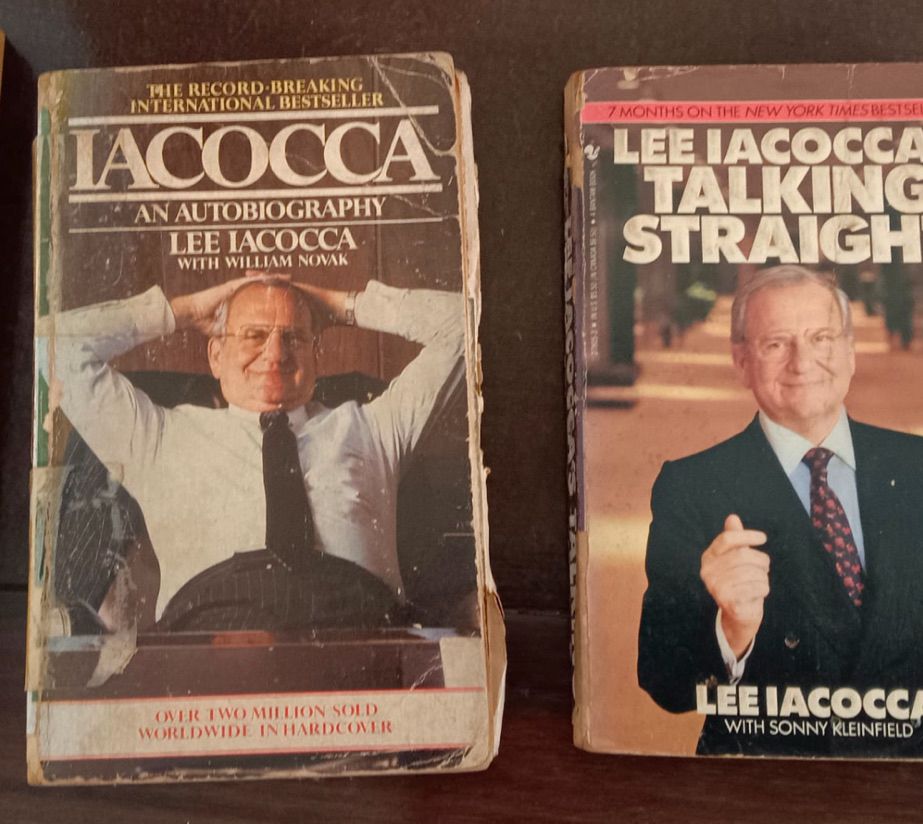 THE RECORD-BREAKING
INTERNATIONAL BESTSELLER
IACOCCA
AN AUTOBIOGRAPHY
LEE IACOCCA
WITH WILLIAM NOVAK
OVER TWO MILLION SOLD
WORLDWIDE IN HARDCOVER
7 MONTHS ON THE NEW YORK TIMES BESTSE
LEE IACOCCA
TALKING
STRAIGH
LEE IACOCCA
WITH SONNY KLEINFIELD